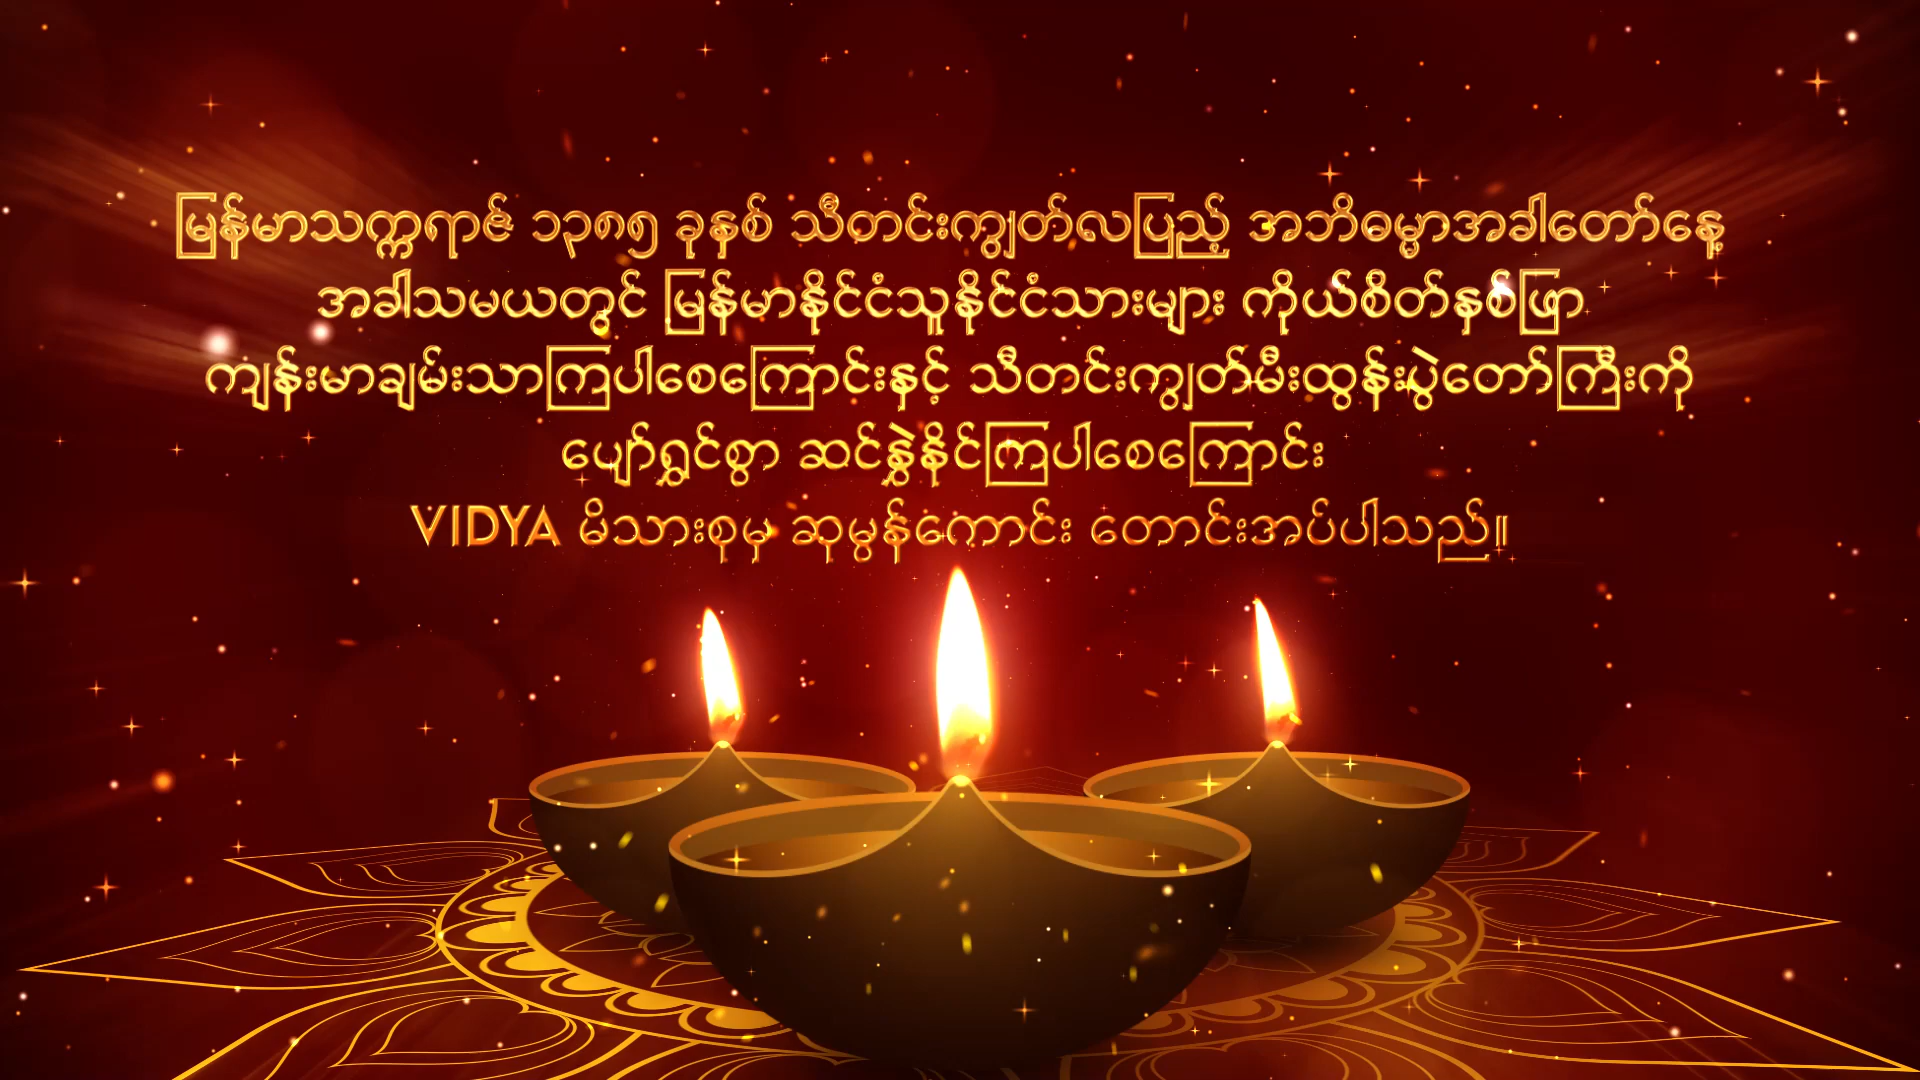 မြန်မာသက္ကရာဇ် ၁၃၈၅ ခုနှစ် သီတင်းကျွတ်လပြည့် အဘိဓမ္မာအခါတော်နေ့
အခါသမယတွင် မြန်မာနိုင်ငံသူနိုင်ငံသားများ ကိုယ်စိတ်နှစ်ဖြာ
ကျန်းမာချမ်းသာကြပါစေကြောင်းနှင့် သီတင်းကျွတ်မီးထွန်းပွဲတော်ကြီးကို
ပျော်ရွှင်စွာ ဆင်နွှဲနိုင်ကြပါစေကြောင်း
VIDYA မိသားစုမှ ဆုမွန်ကောင်း တောင်းအပ်ပါသည်။